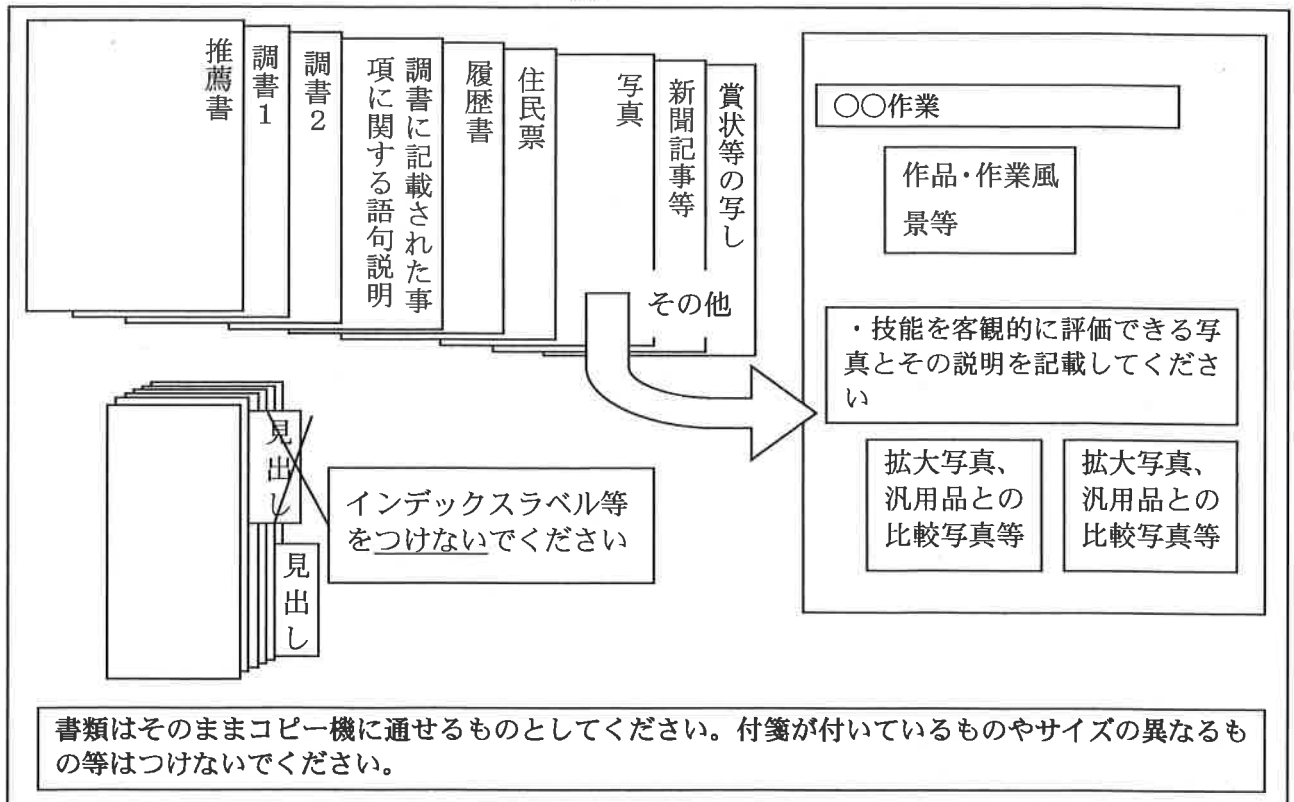 推薦書
調書1
調書2
調書に記載された事
項に関する語句説明
履歴書
住民票
写真
新聞記事等
賞状等の写し
その他
○○作業
作品・作業風
景等
・技能を客観的に評価できる写
真とその説明を記載してくださ
い
拡大写真、
汎用品との
比較写真等
拡大写真、
汎用品との
比較写真等
見出し
見出し
インデックスラベル等
をつけないでください
書類はそのままコピー機に通せるものとしてください。付箋が付いているものやサイズの異なるも
の等はつけないでください。